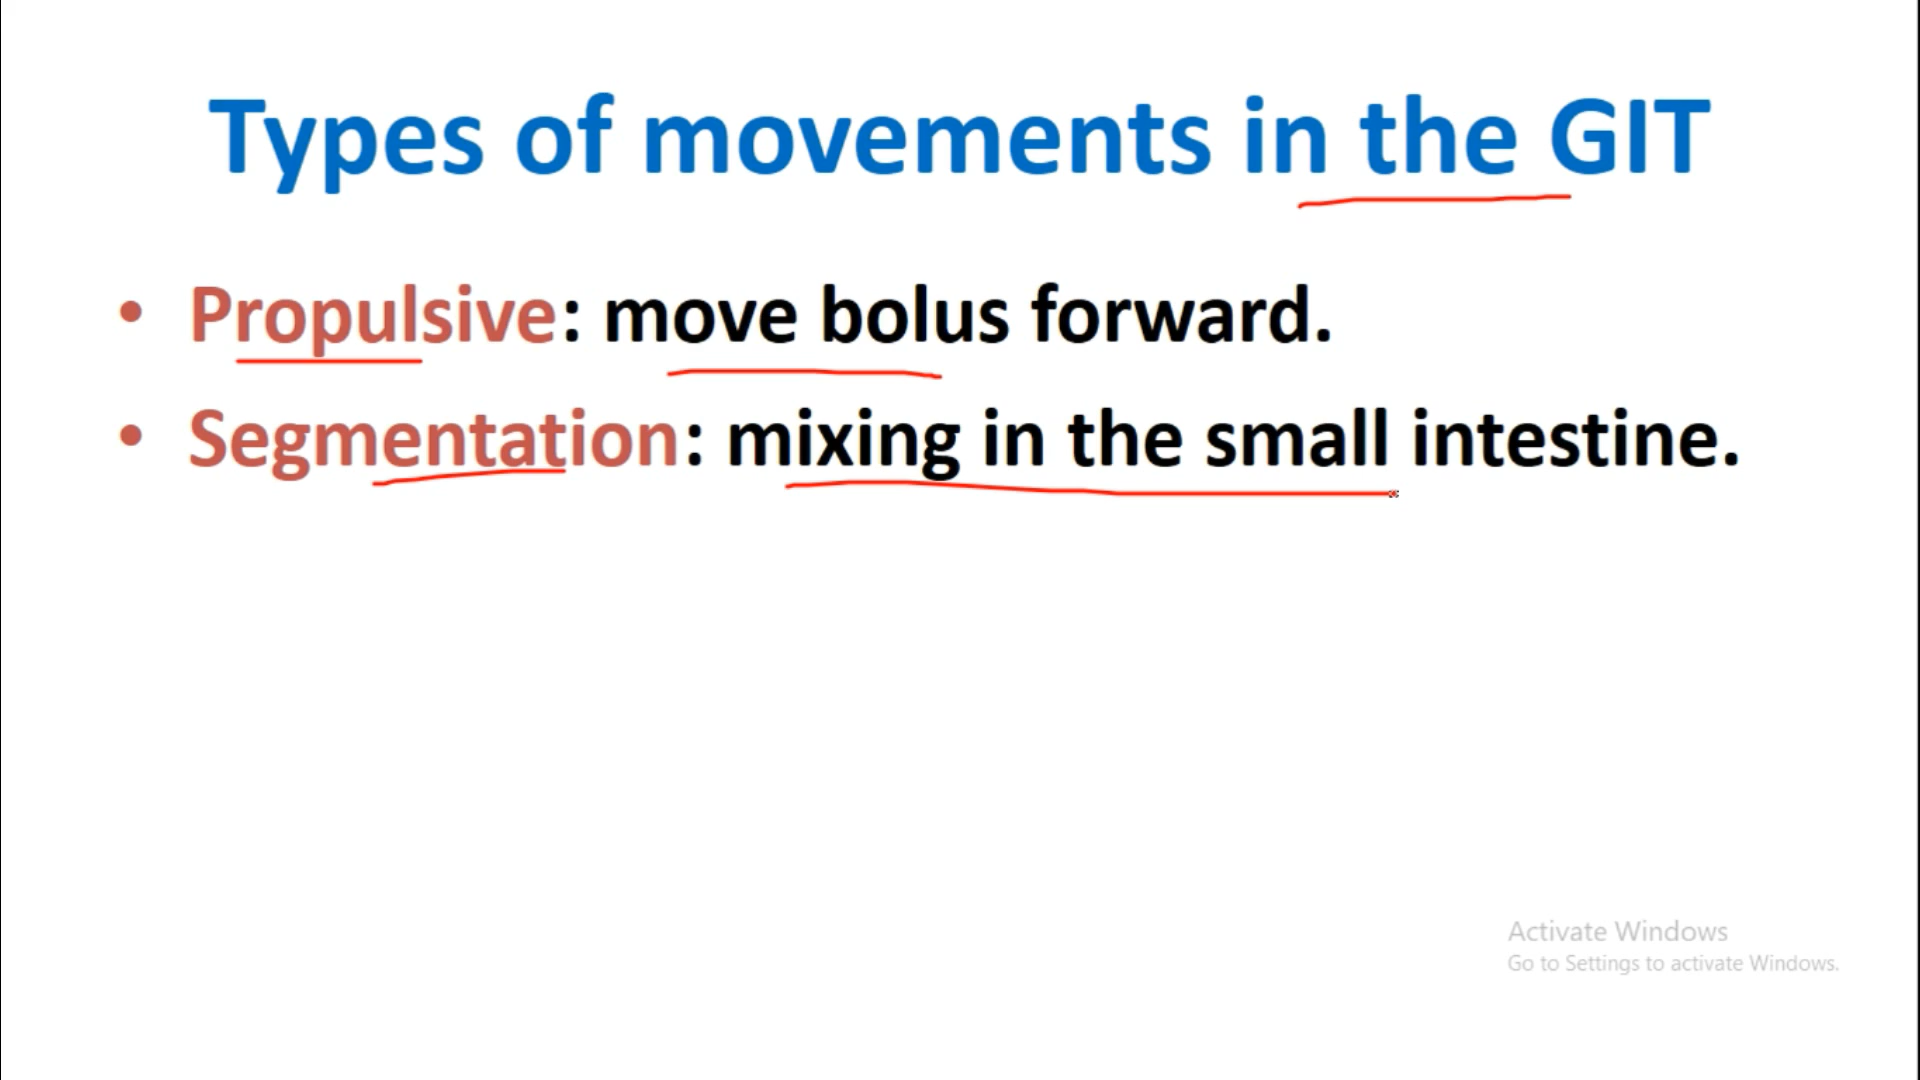 Types of movements in the GIT
• Propulsive: move bolus forward.
• Segmentation: mixing in the small intestine.
Activate Windows
Go to Settings to activate Windows.